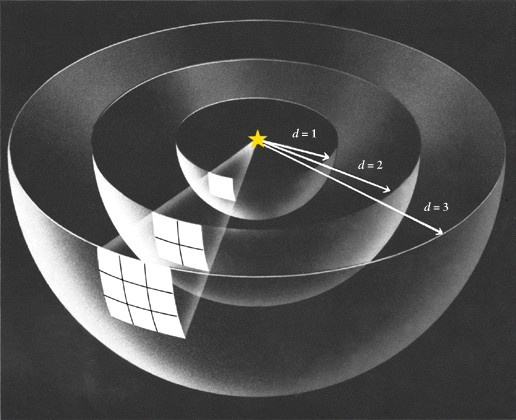 d = 1
d = 2
d = 3